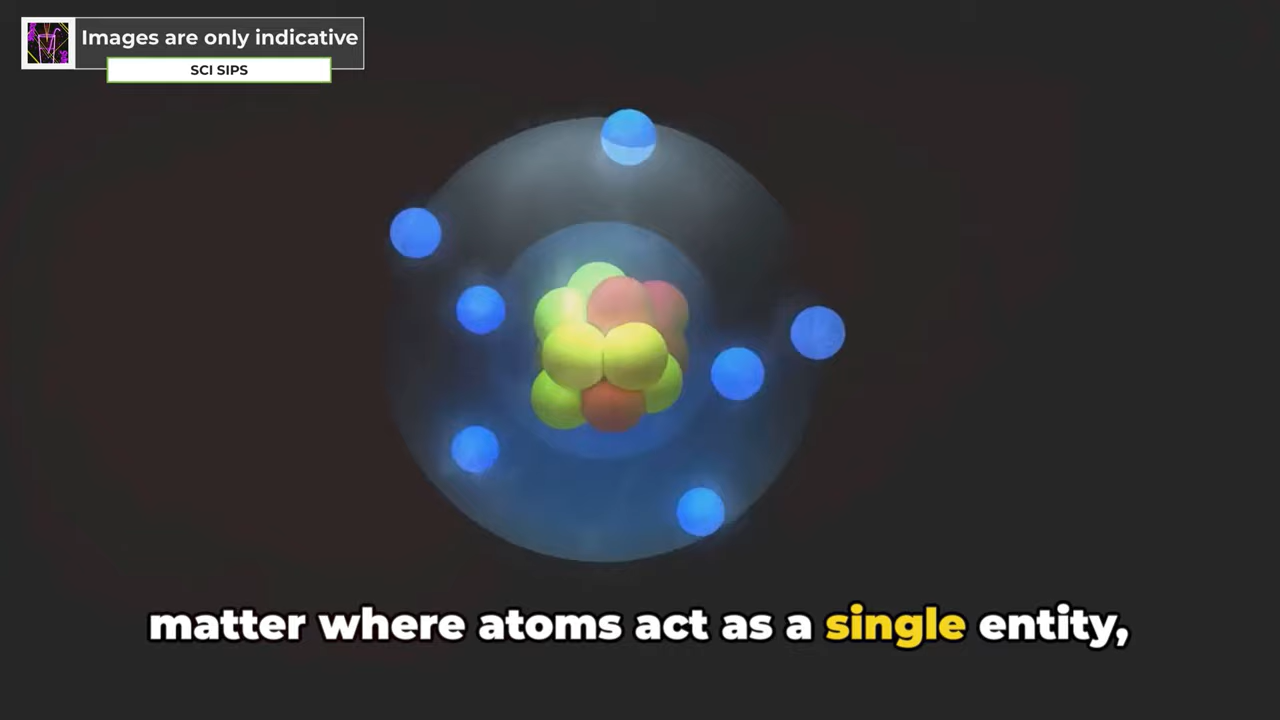 Images are only indicative
SCI SIPS
matter where atoms act as a single entity,